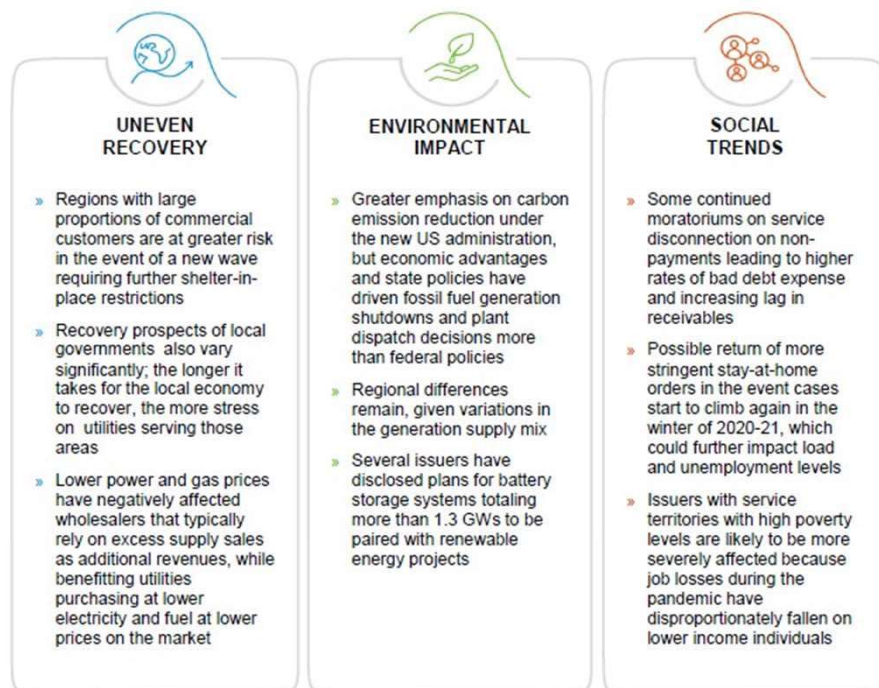 UNEVEN
RECOVERY
» Regions with large
proportions of commercial
customers are at greater risk
in the event of a new wave
requiring further shelter-in-
place restrictions
» Recovery prospects of local
governments also vary
significantly; the longer it
takes for the local economy
to recover, the more stress
on utilities serving those
areas
» Lower power and gas prices
have negatively affected
wholesalers that typically
rely on excess supply sales
as additional revenues, while
benefitting utilities
purchasing at lower
electricity and fuel at lower
prices on the market
ENVIRONMENTAL
IMPACT
» Greater emphasis on carbon
emission reduction under
the new US administration,
but economic advantages
and state policies have
driven fossil fuel generation
shutdowns and plant
dispatch decisions more
than federal policies
» Regional differences
remain, given variations in
the generation supply mix
» Several issuers have
disclosed plans for battery
storage systems totaling
more than 1.3 GWs to be
paired with renewable
energy projects
SOCIAL
TRENDS
» Some continued
moratoriums on service
disconnection on non-
payments leading to higher
rates of bad debt expense
and increasing lag in
receivables
» Possible return of more
stringent stay-at-home
orders in the event cases
start to climb again in the
winter of 2020-21, which
could further impact load
and unemployment levels
» Issuers with service
territories with high poverty
levels are likely to be more
severely affected because
job losses during the
pandemic have
disproportionately fallen on
lower income individuals